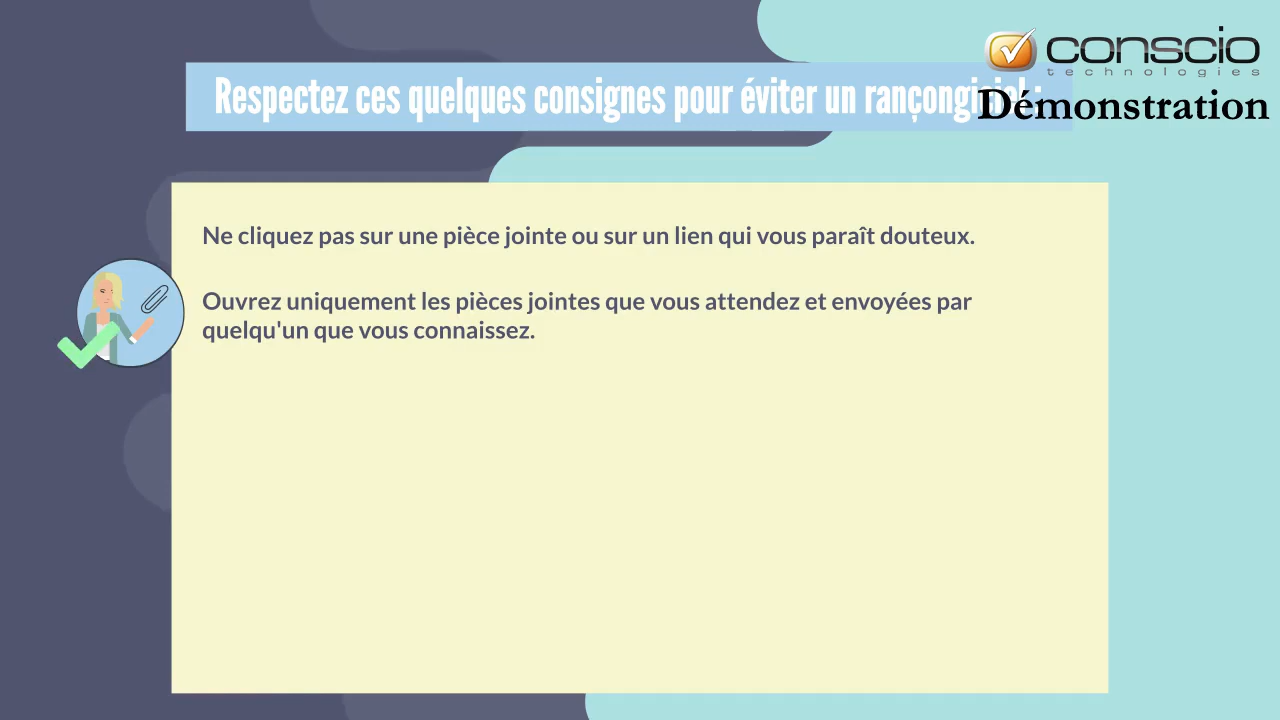 Respectez ces quelques consignes pour éviter un
conscio
technologies
Démonstration
Ne cliquez pas sur une pièce jointe ou sur un lien qui vous paraît douteux.
Ouvrez uniquement les pièces jointes que vous attendez et envoyées par
quelqu'un que vous connaissez.